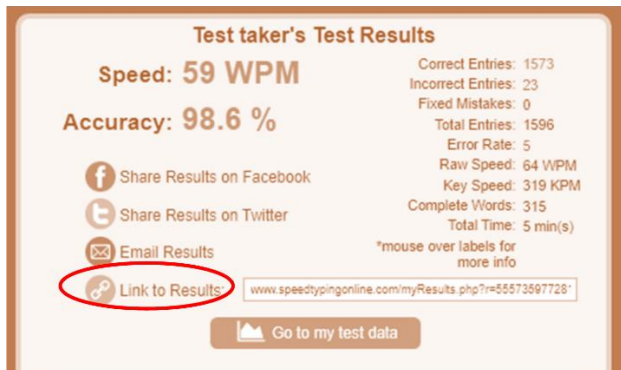 Test taker's Test Results
Speed: 59 WPM
Accuracy: 98.6 %
Share Results on Facebook
Share Results on Twitter
Email Results
Link to Results: www.speedtypingonline.com/myResults.php?r=55573597728
Go to my test data
Correct Entries: 1573
Incorrect Entries: 23
Fixed Mistakes: 0
Total Entries: 1596
Error Rate: 5
Raw Speed: 64 WPM
Key Speed: 319 KPM
Complete Words: 315
Total Time: 5 min(s)
*mouse over labels for
more info